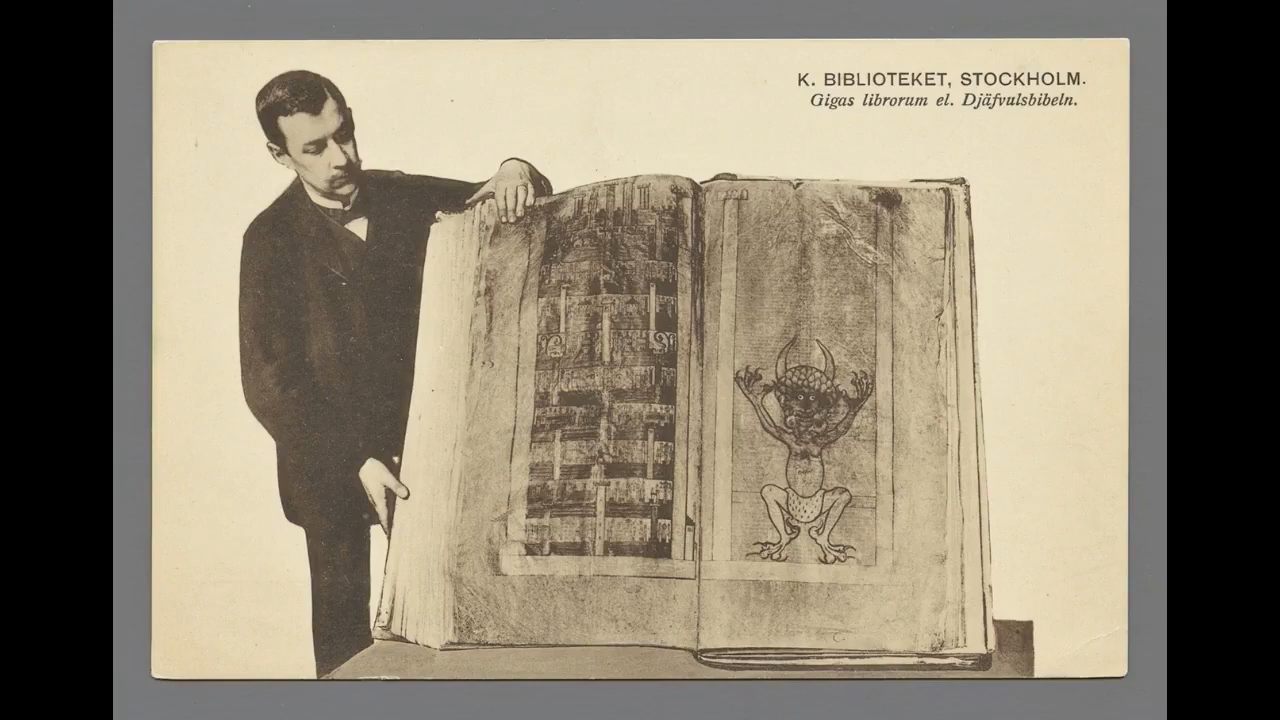 K. BIBLIOTEKET, STOCKHOLM.
Gigas librorum el. Djäfvulsbibeln.